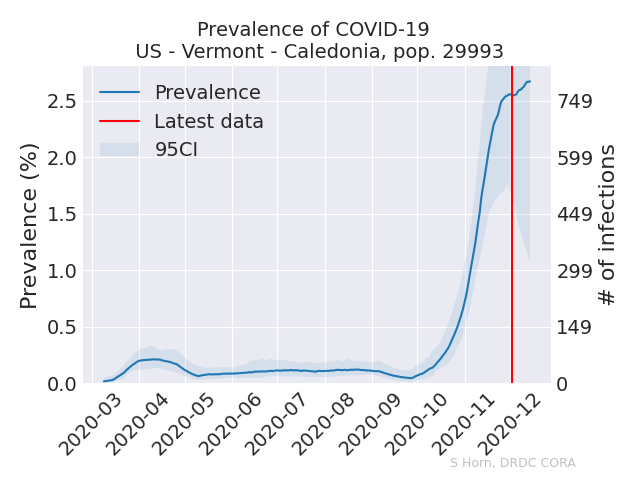 Prevalence of COVID-19
US - Vermont - Caledonia, pop. 29993
Prevalence
Latest data
95CI
Prevalence (%)
2.5
2.0
1.5
1.0
0.5
0.0
749
599
449
299
149
0
# of infections
2020-03
2020-04
2020-05
2020-06
2020-07
2020-08
2020-09
2020-10
2020-11
2020-12
S Horn, DRDC CORA